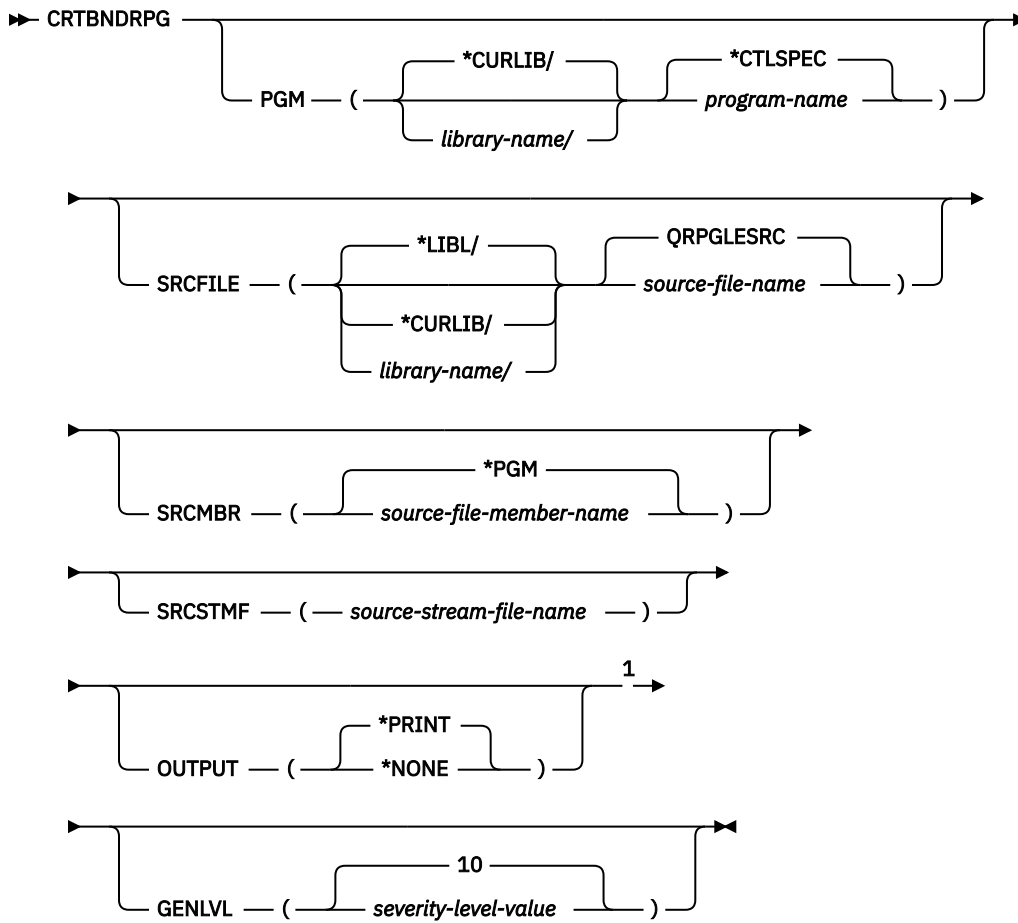 CRTBNDRPG
*CURLIB/ *CTLSPEC
PGM ( program-name )
library-name/
*LIBL/ QRPGLESRC
SRCFILE ( source-file-name )
*CURLIB/
library-name/
*PGM
SRCMBR ( source-file-member-name )
SRCSTMF ( source-stream-file-name )
1
*PRINT
OUTPUT ( *NONE )
10
GENLVL ( severity-level-value )